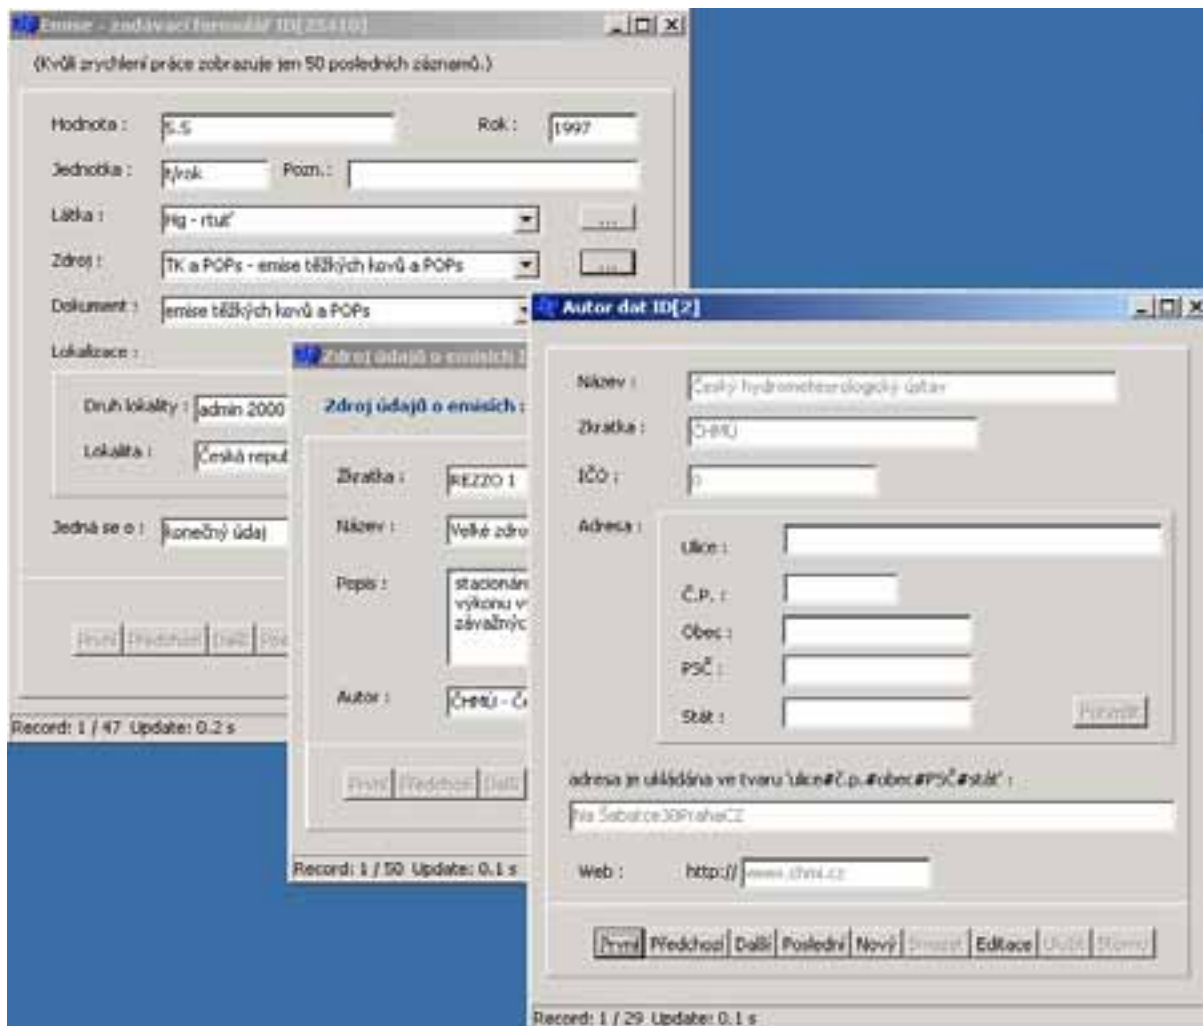 Emise - zadávací formulář ID[25410]
(Kvůli zrychlení práce zobrazuje jen 50 posledních záznamů.)
Hodnota : 5.5 Rok : 1997
Jednotka : t/rok Pozn.:
Látka : Hg - rtuť ...
Zdroj : TK a POPs - emise těžkých kovů a POPs ...
Dokument : emise těžkých kovů a POPs
Lokalizace :
Druh lokality : admin 2000
Lokalita : Česká repub
Jedná se o : konečný údaj
První Předchozí Další Pos
Record: 1 / 47 Update: 0.2 s
Zdroj údajů o emisích
Zdroj údajů o emisích :
Zkratka : REZZO 1
Název : Velké zdro
Popis : stacionární
výkonu v
závažných
Autor : ČHMÚ - Če
První Předchozí Další
Record: 1 / 50 Update: 0.1 s
Autor dat ID[2]
Název : Český hydrometeorologický ústav
Zkratka : ČHMÚ
IČO : 0
Adresa :
Ulice :
Č.P. :
Obec :
PSČ :
Stát : Potvrdit
adresa je ukládána ve tvaru 'ulice#č.p.#obec#PSČ#stát' :
Na Šabatce30PrahaCZ
Web : http:// www.chmi.cz
První Předchozí Další Poslední Nový Smazat Editace Uložit Storno
Record: 1 / 29 Update: 0.1 s